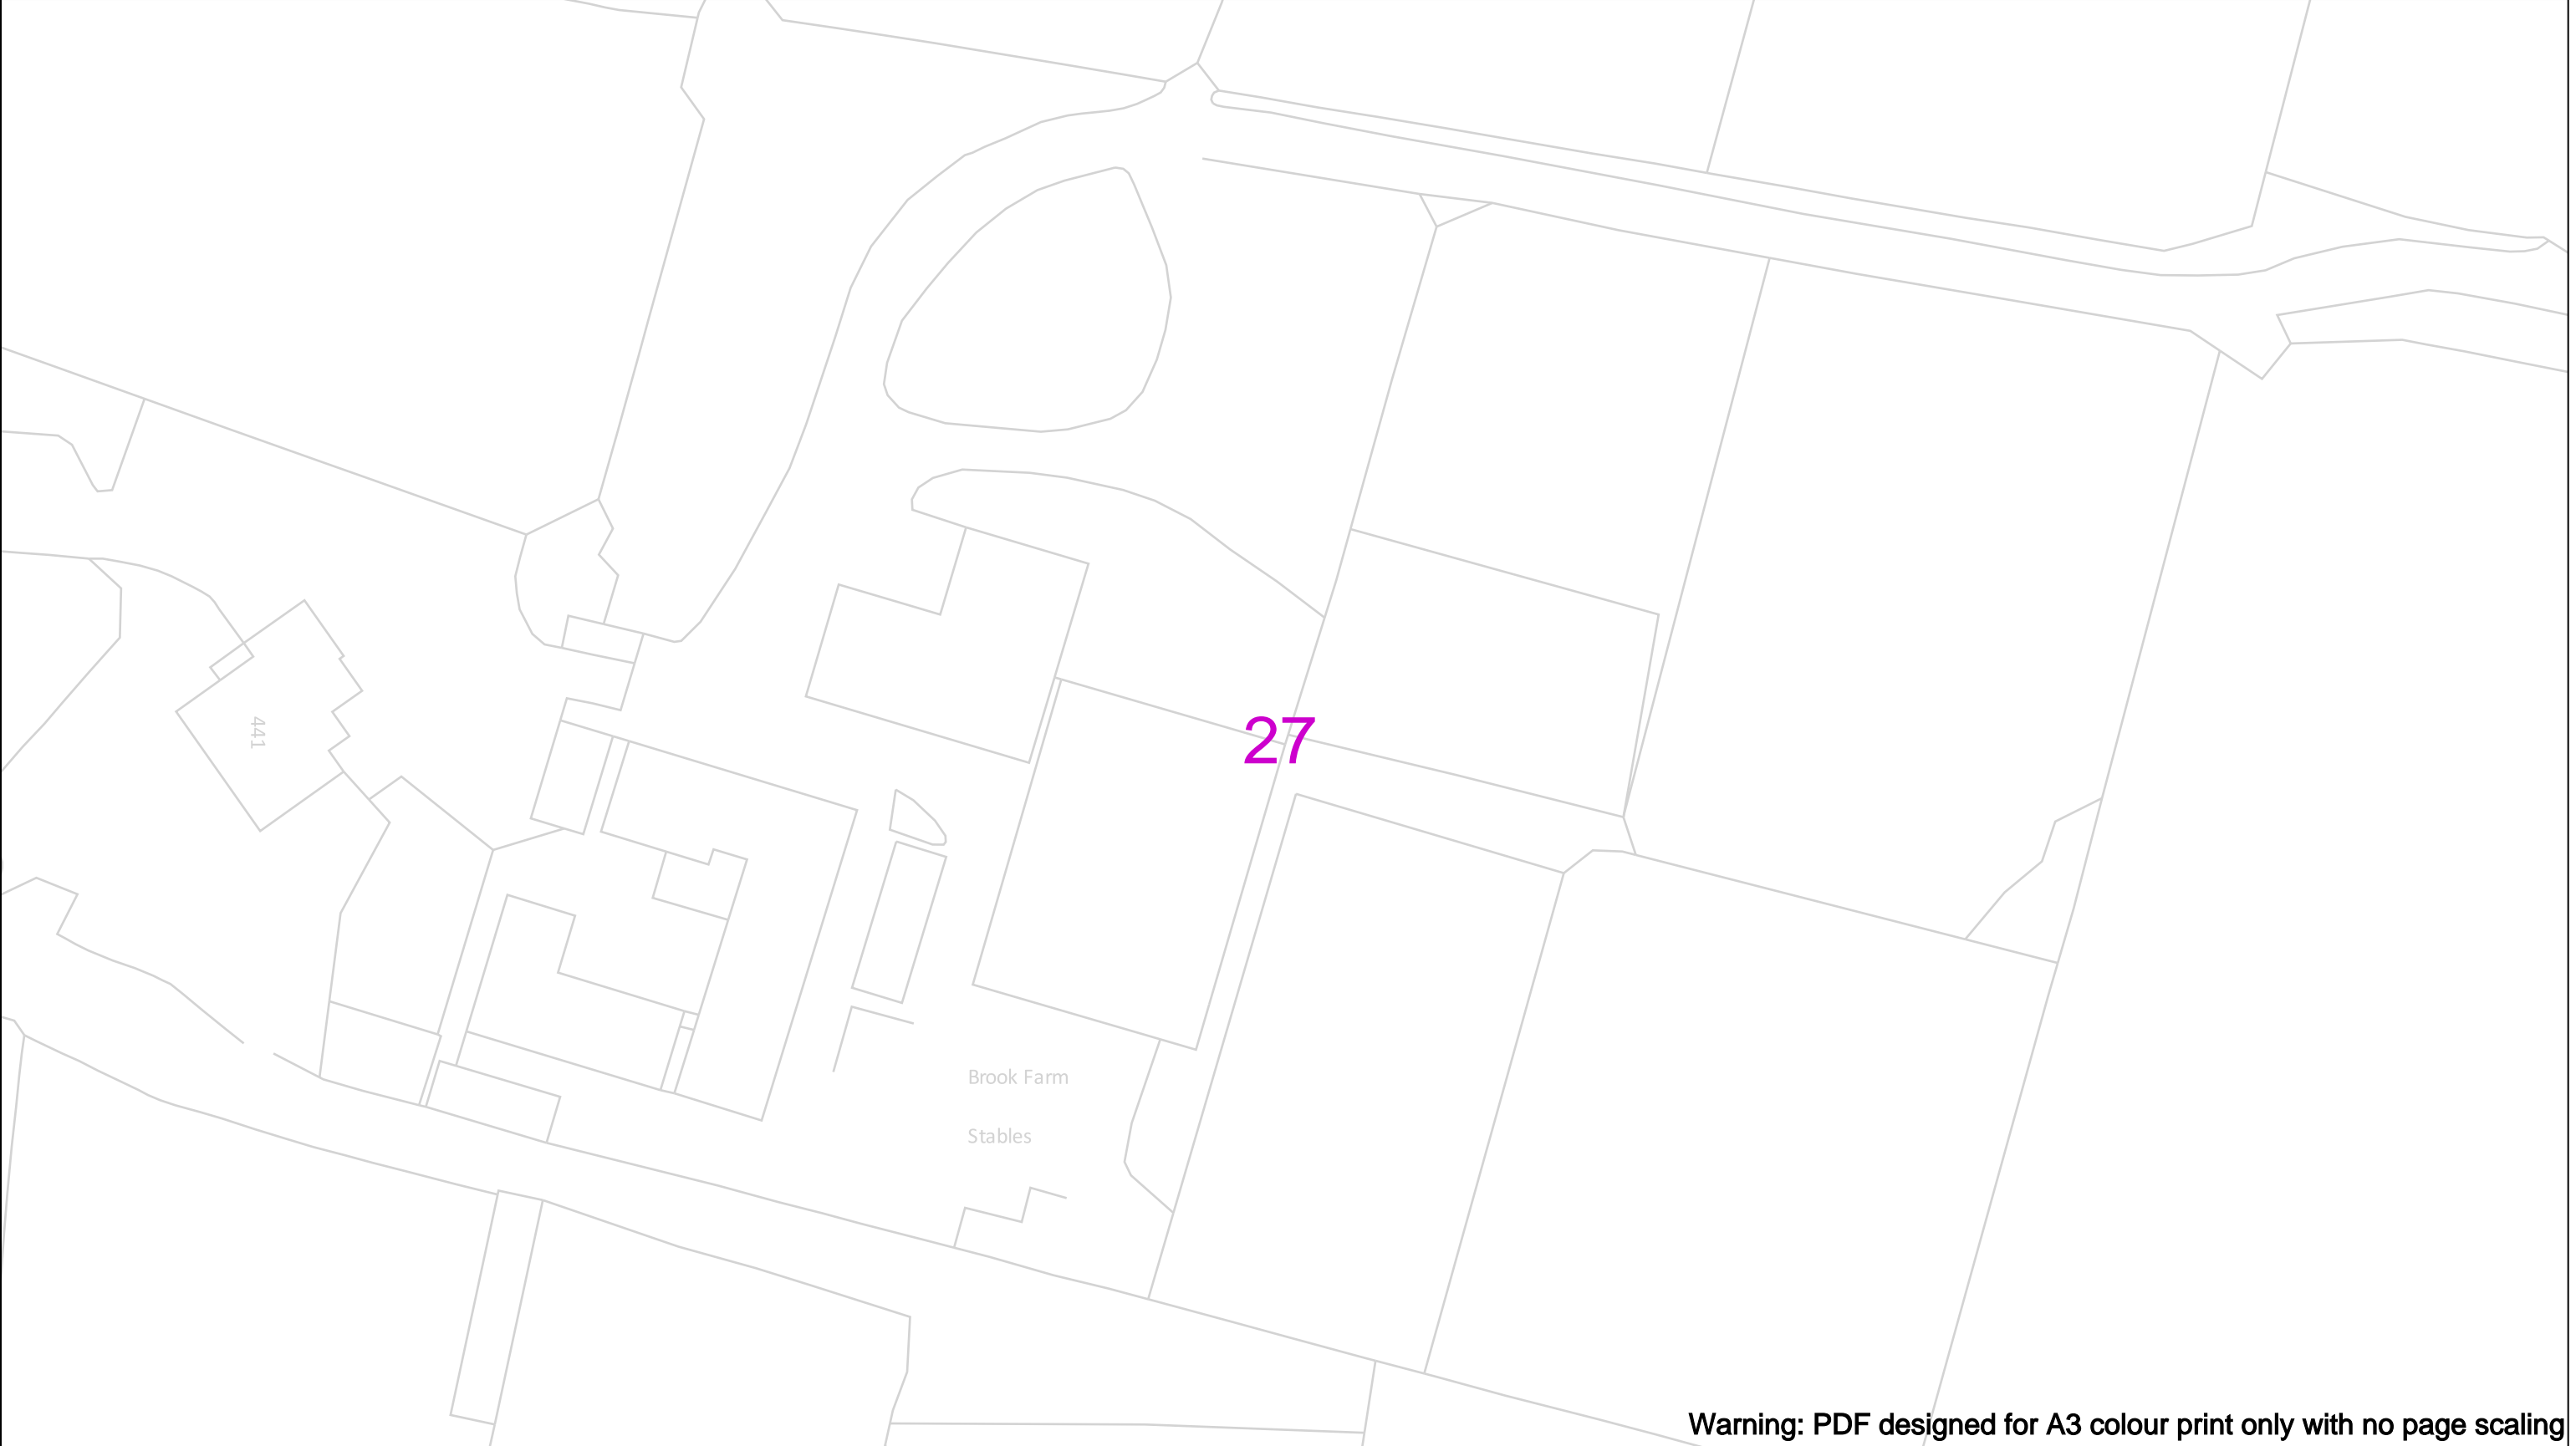 441
27
Brook Farm
Stables
Warning: PDF designed for A3 colour print only with no page scaling